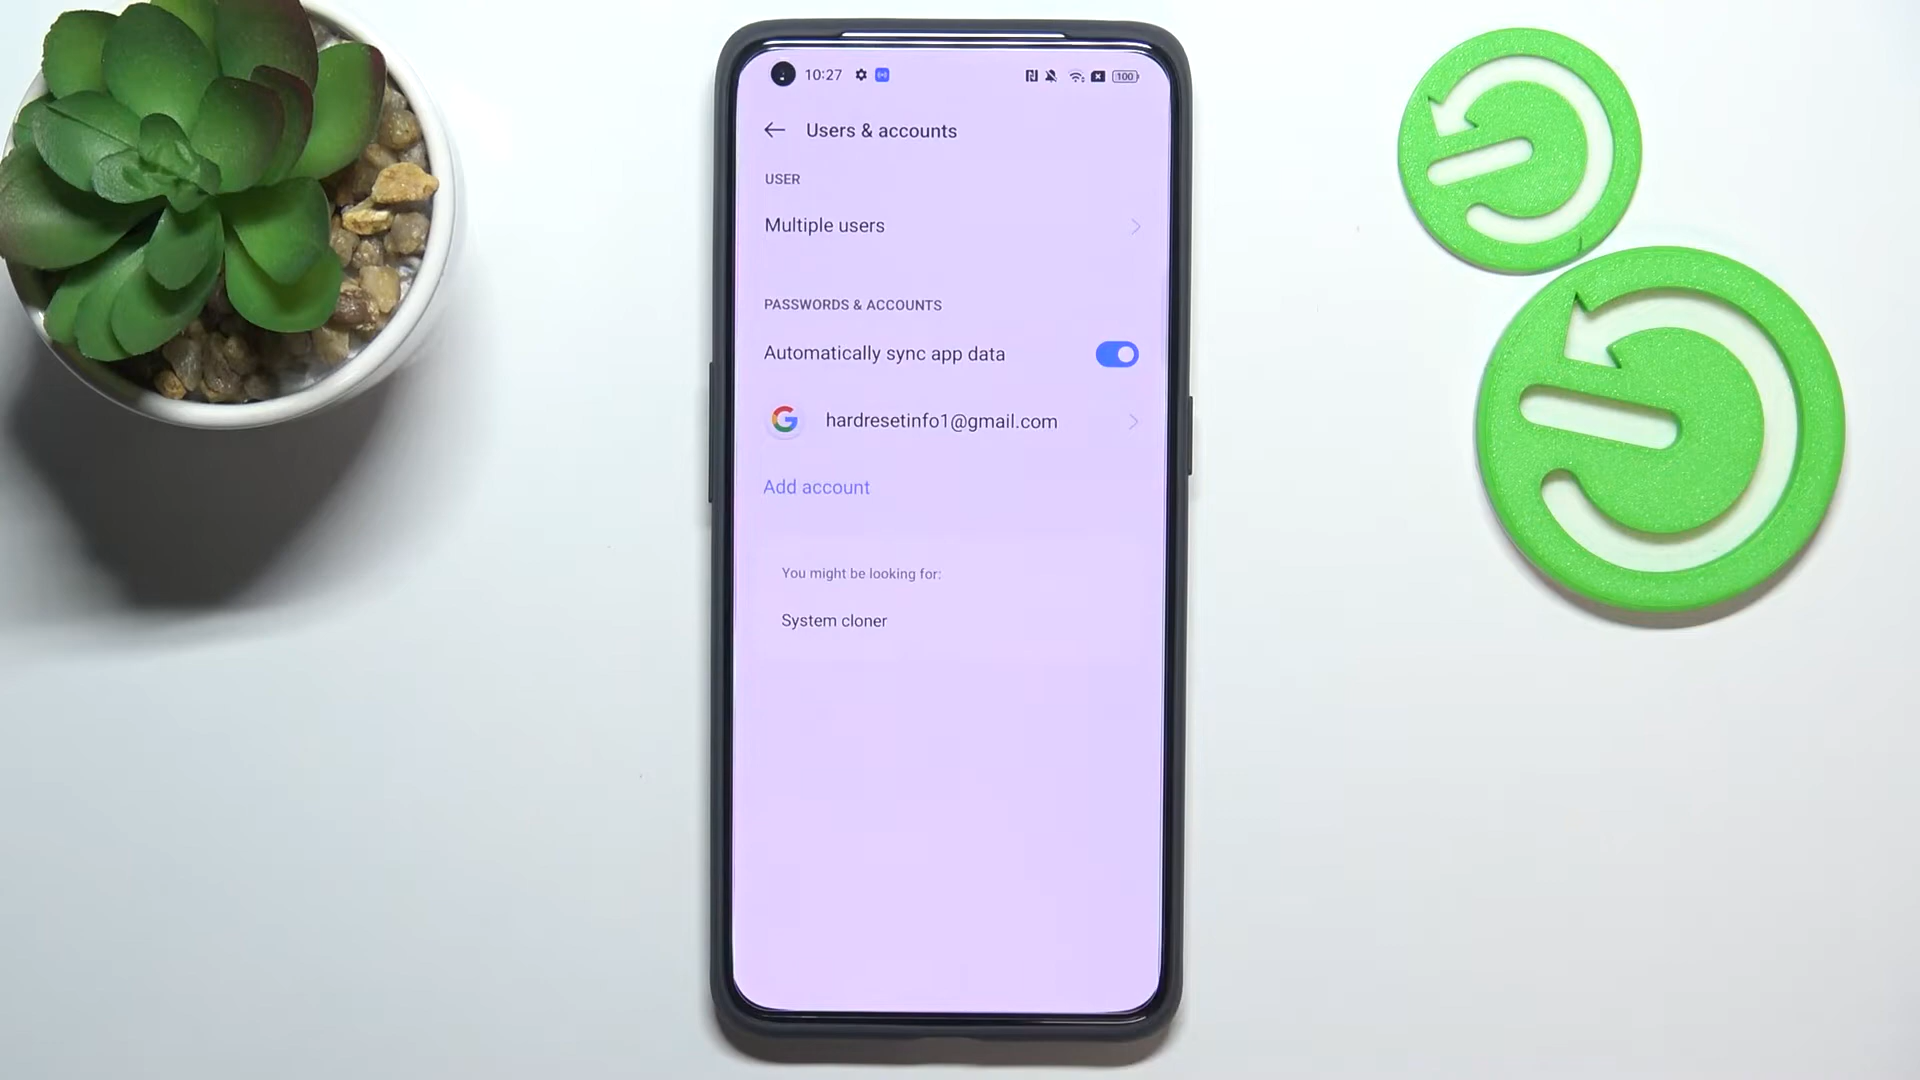 10:27
100
Users & accounts
USER
Multiple users
PASSWORDS & ACCOUNTS
Automatically sync app data
hardresetinfo1@gmail.com
Add account
You might be looking for:
System cloner